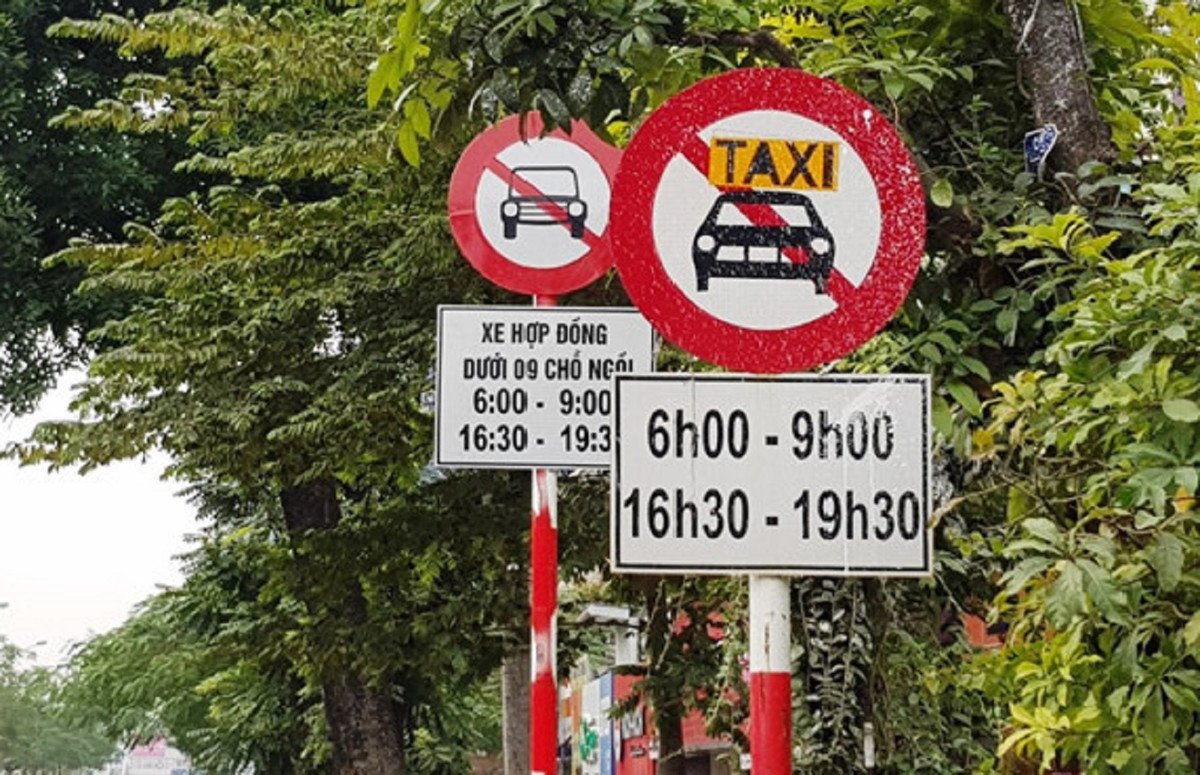 XE HỢP ĐỒNG
DƯỚI 09 CHỖ NGỒI
6:00 - 9:00
16:30 - 19:3
TAXI
6h00 - 9h00
16h30 - 19h30